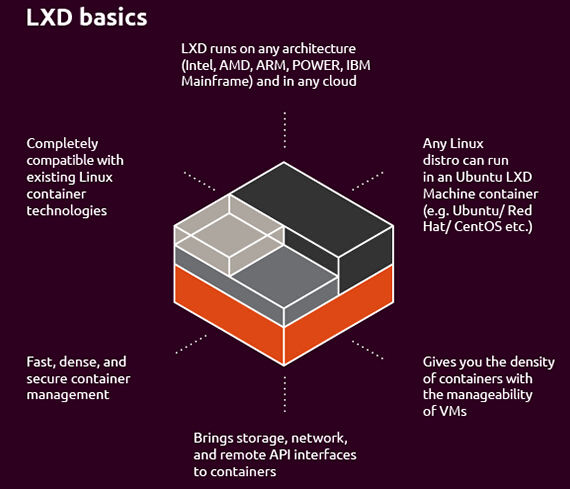 LXD basics
LXD runs on any architecture
(Intel, AMD, ARM, POWER, IBM
Mainframe) and in any cloud
Completely
compatible with
existing Linux
container
technologies
Any Linux
distro can run
in an Ubuntu LXD
Machine container
(e.g. Ubuntu/ Red
Hat/ CentOS etc.)
Fast, dense, and
secure container
management
Gives you the density
of containers with
the manageability
of VMs
Brings storage, network,
and remote API interfaces
to containers